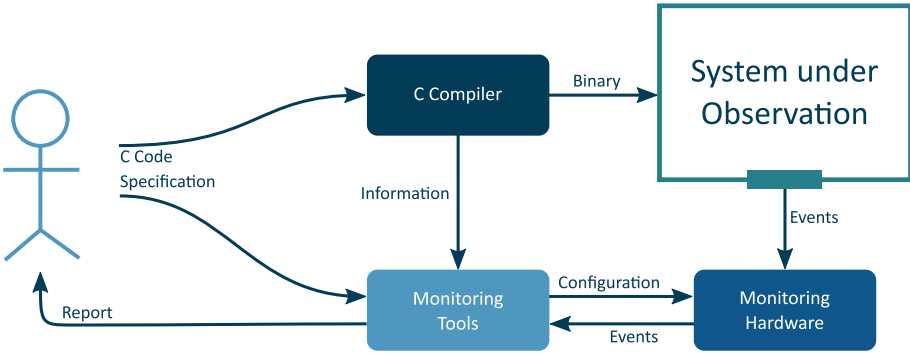 System under
Observation
C Compiler
Binary
C Code
Specification
Information
Events
Monitoring
Tools
Configuration
Monitoring
Hardware
Events
Report